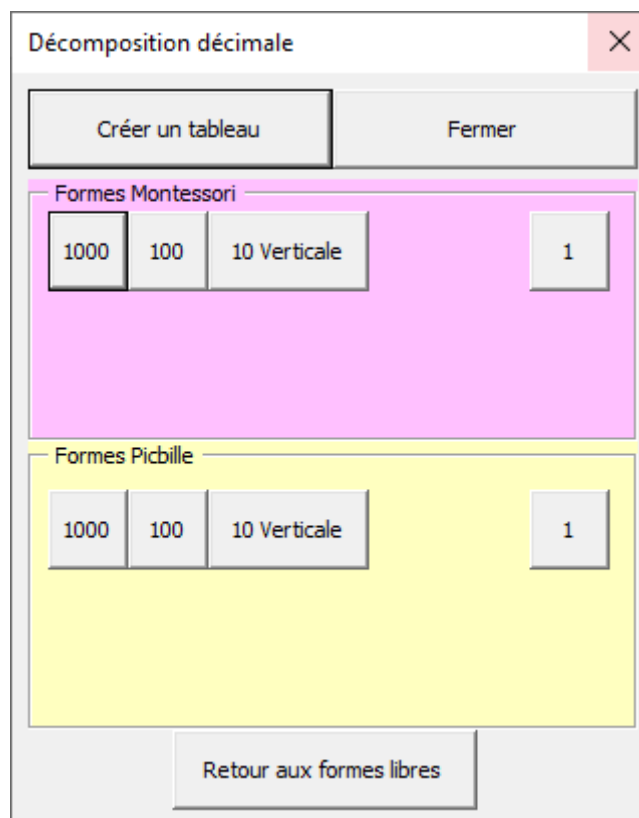 Décomposition décimale
Créer un tableau
Fermer
Formes Montessori
1000
100
10 Verticale
1
Formes Picbille
1000
100
10 Verticale
1
Retour aux formes libres